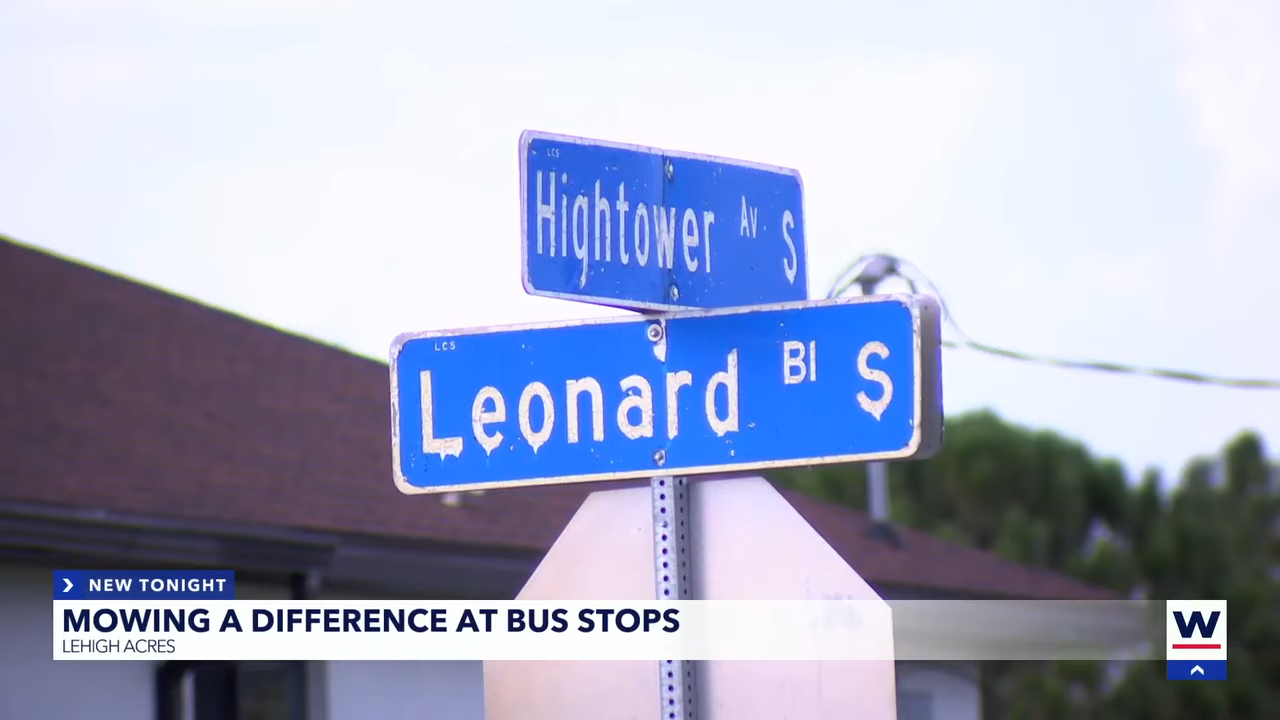 LCS
Hightower Av S
LCS
Leonard Bl S
NEW TONIGHT
MOWING A DIFFERENCE AT BUS STOPS
LEHIGH ACRES
W